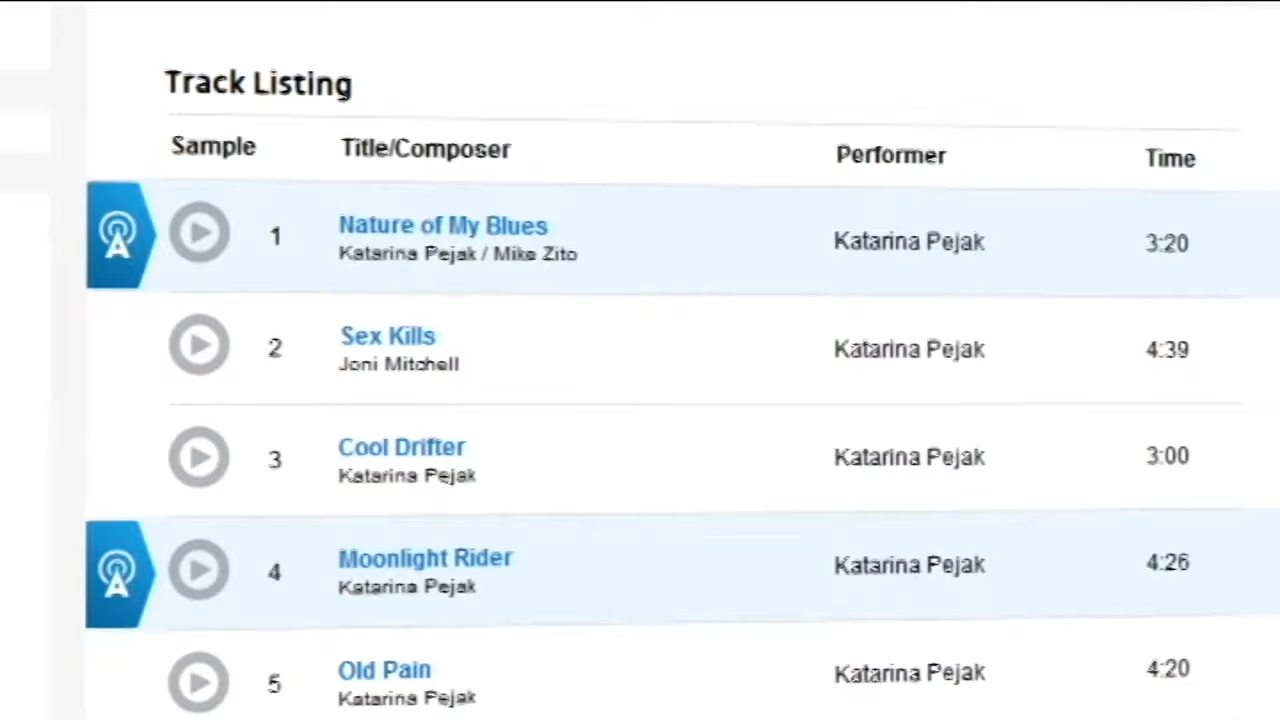 Track Listing
Sample Title/Composer Performer Time
1 Nature of My Blues Katarina Pejak 3:20
Katarina Pejak / Mike Zito
2 Sex Kills Katarina Pejak 4:39
Joni Mitchell
3 Cool Drifter Katarina Pejak 3:00
Katarina Pejak
4 Moonlight Rider Katarina Pejak 4:26
Katarina Pejak
5 Old Pain Katarina Pejak 4:20
Katarina Pejak